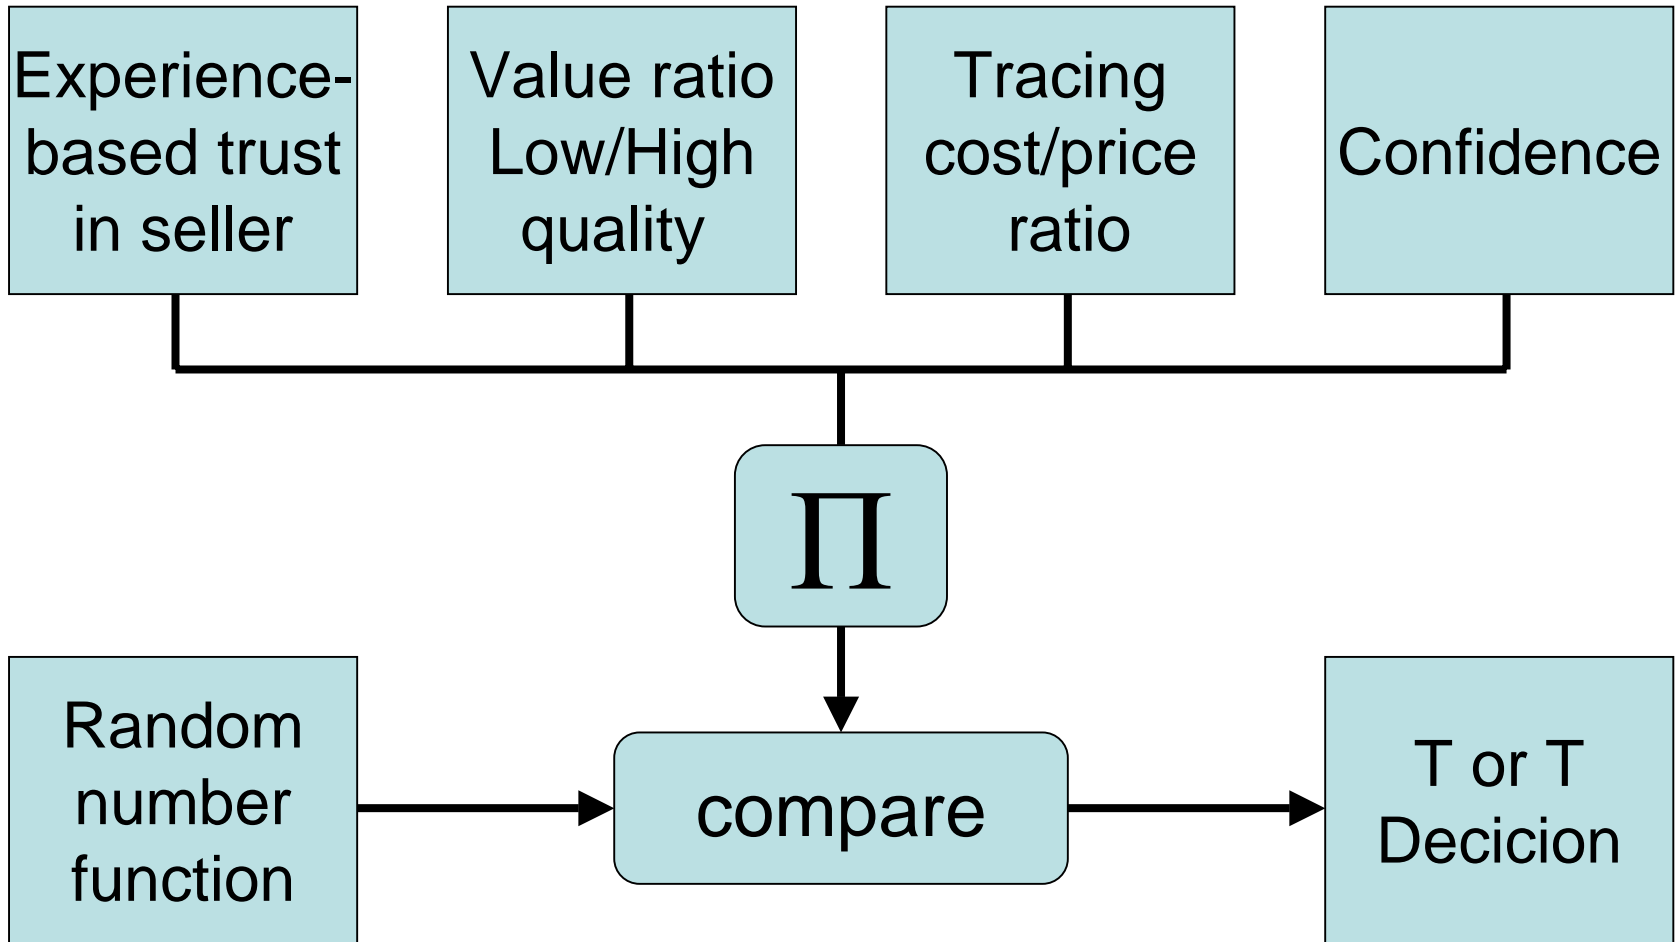 Experience-
based trust
in seller
Value ratio
Low/High
quality
Tracing
cost/price
ratio
Confidence
Π
Random
number
function
compare
T or T
Decicion